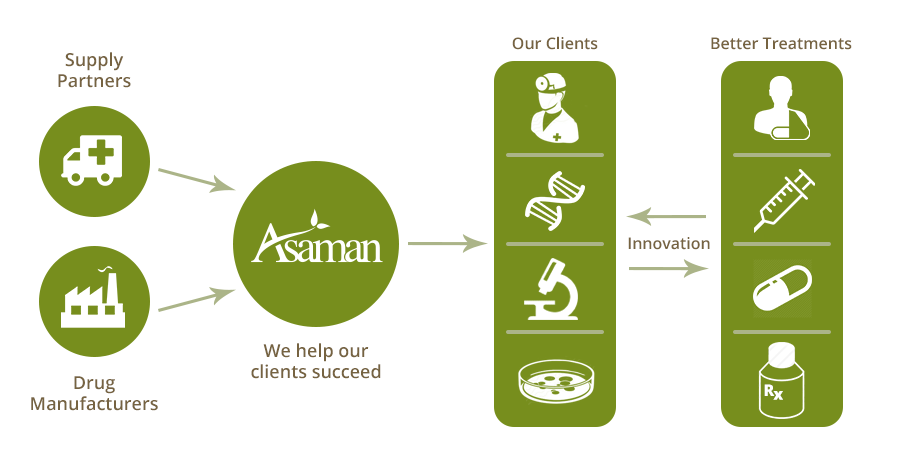 Supply
Partners
Drug
Manufacturers
Asaman
We help our
clients succeed
Our Clients
Innovation
Better Treatments
Rx